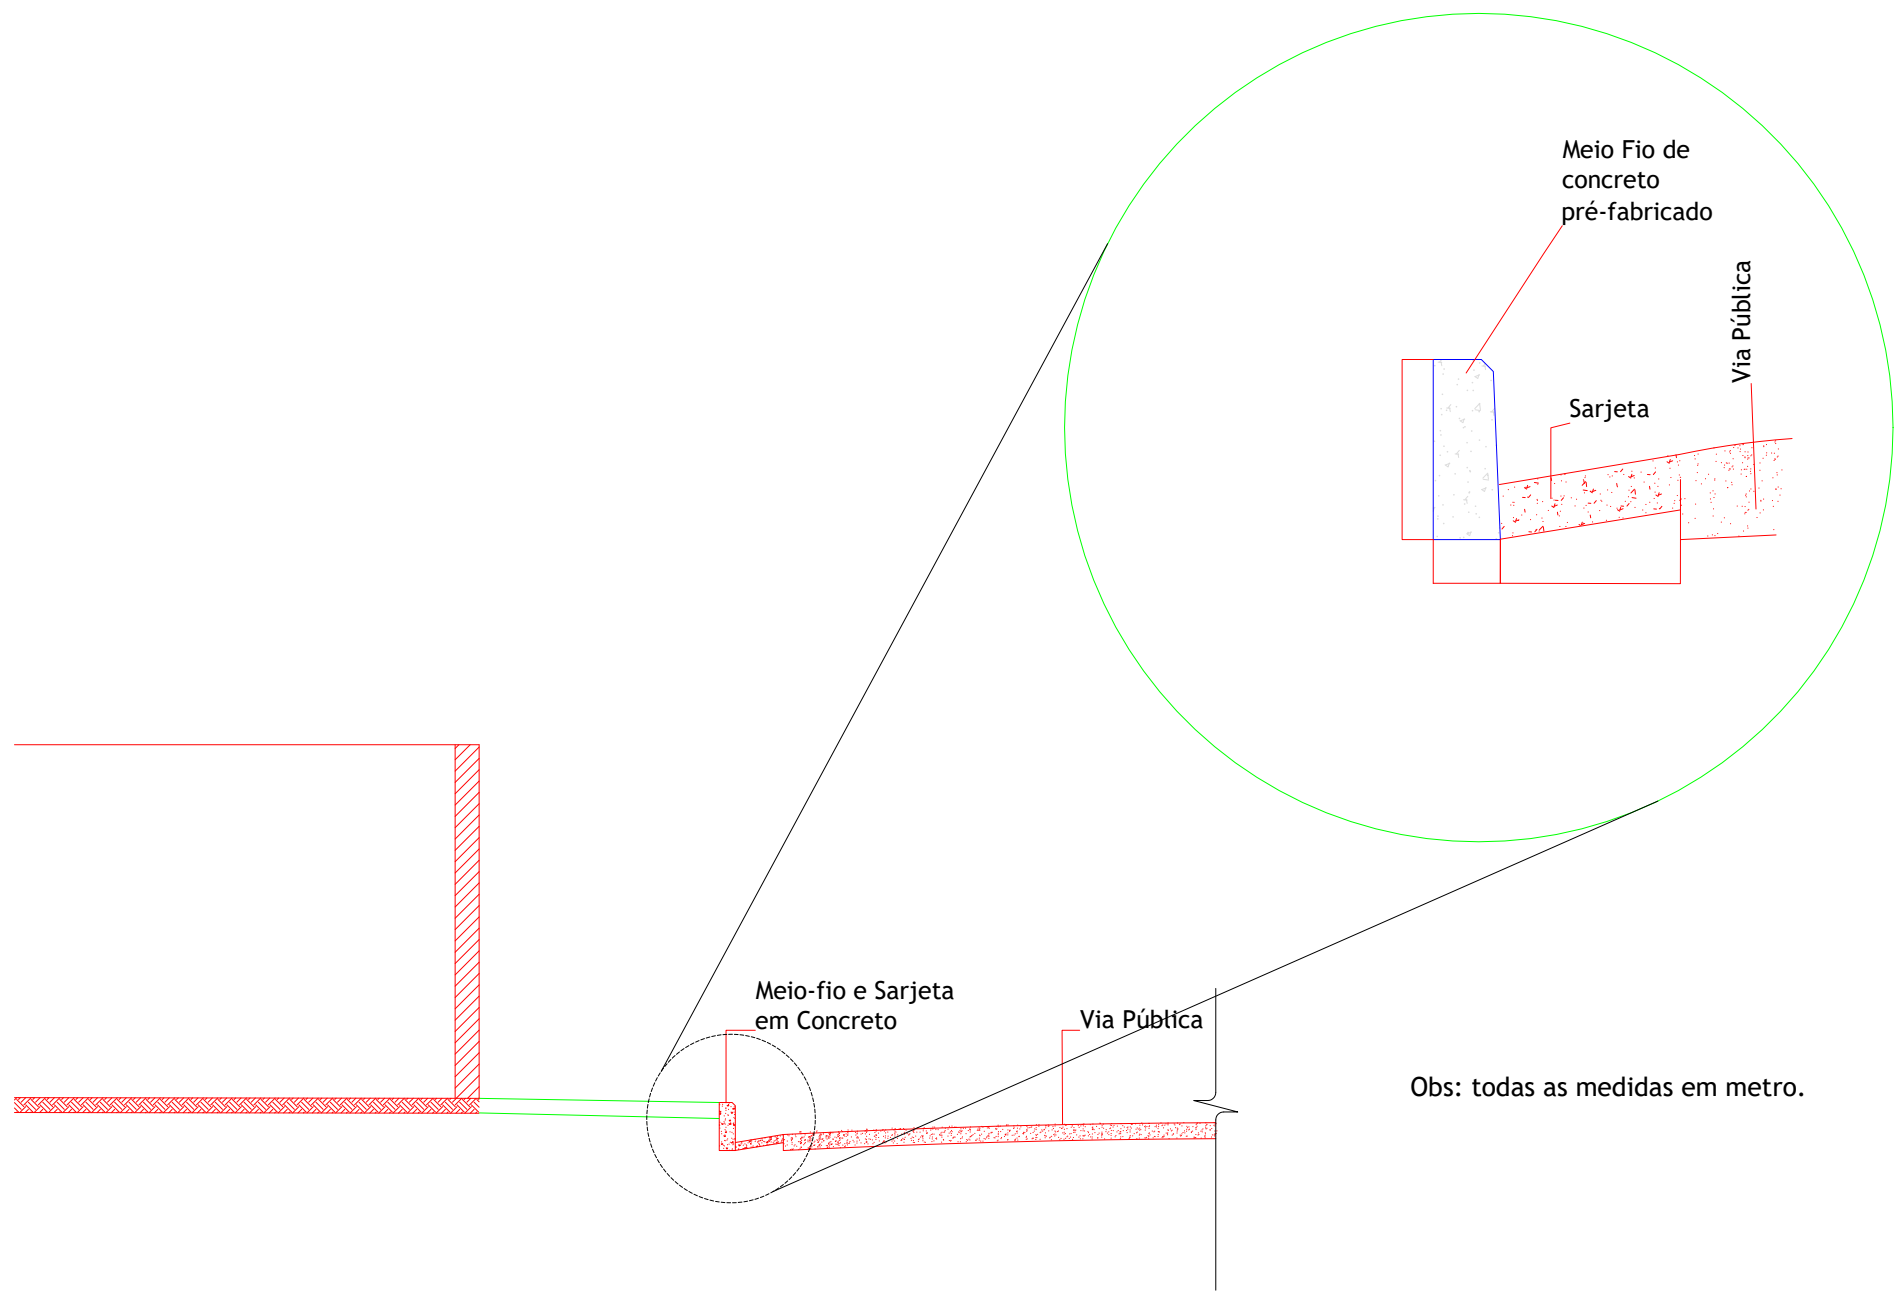 Meio Fio de
concreto
pré-fabricado
Via Pública
Sarjeta
Meio-fio e Sarjeta
em Concreto
Via Pública
Obs: todas as medidas em metro.